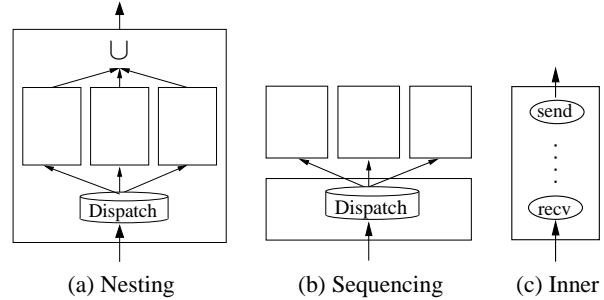 ∪
Dispatch
(a) Nesting
Dispatch
(b) Sequencing
send
recv
(c) Inner